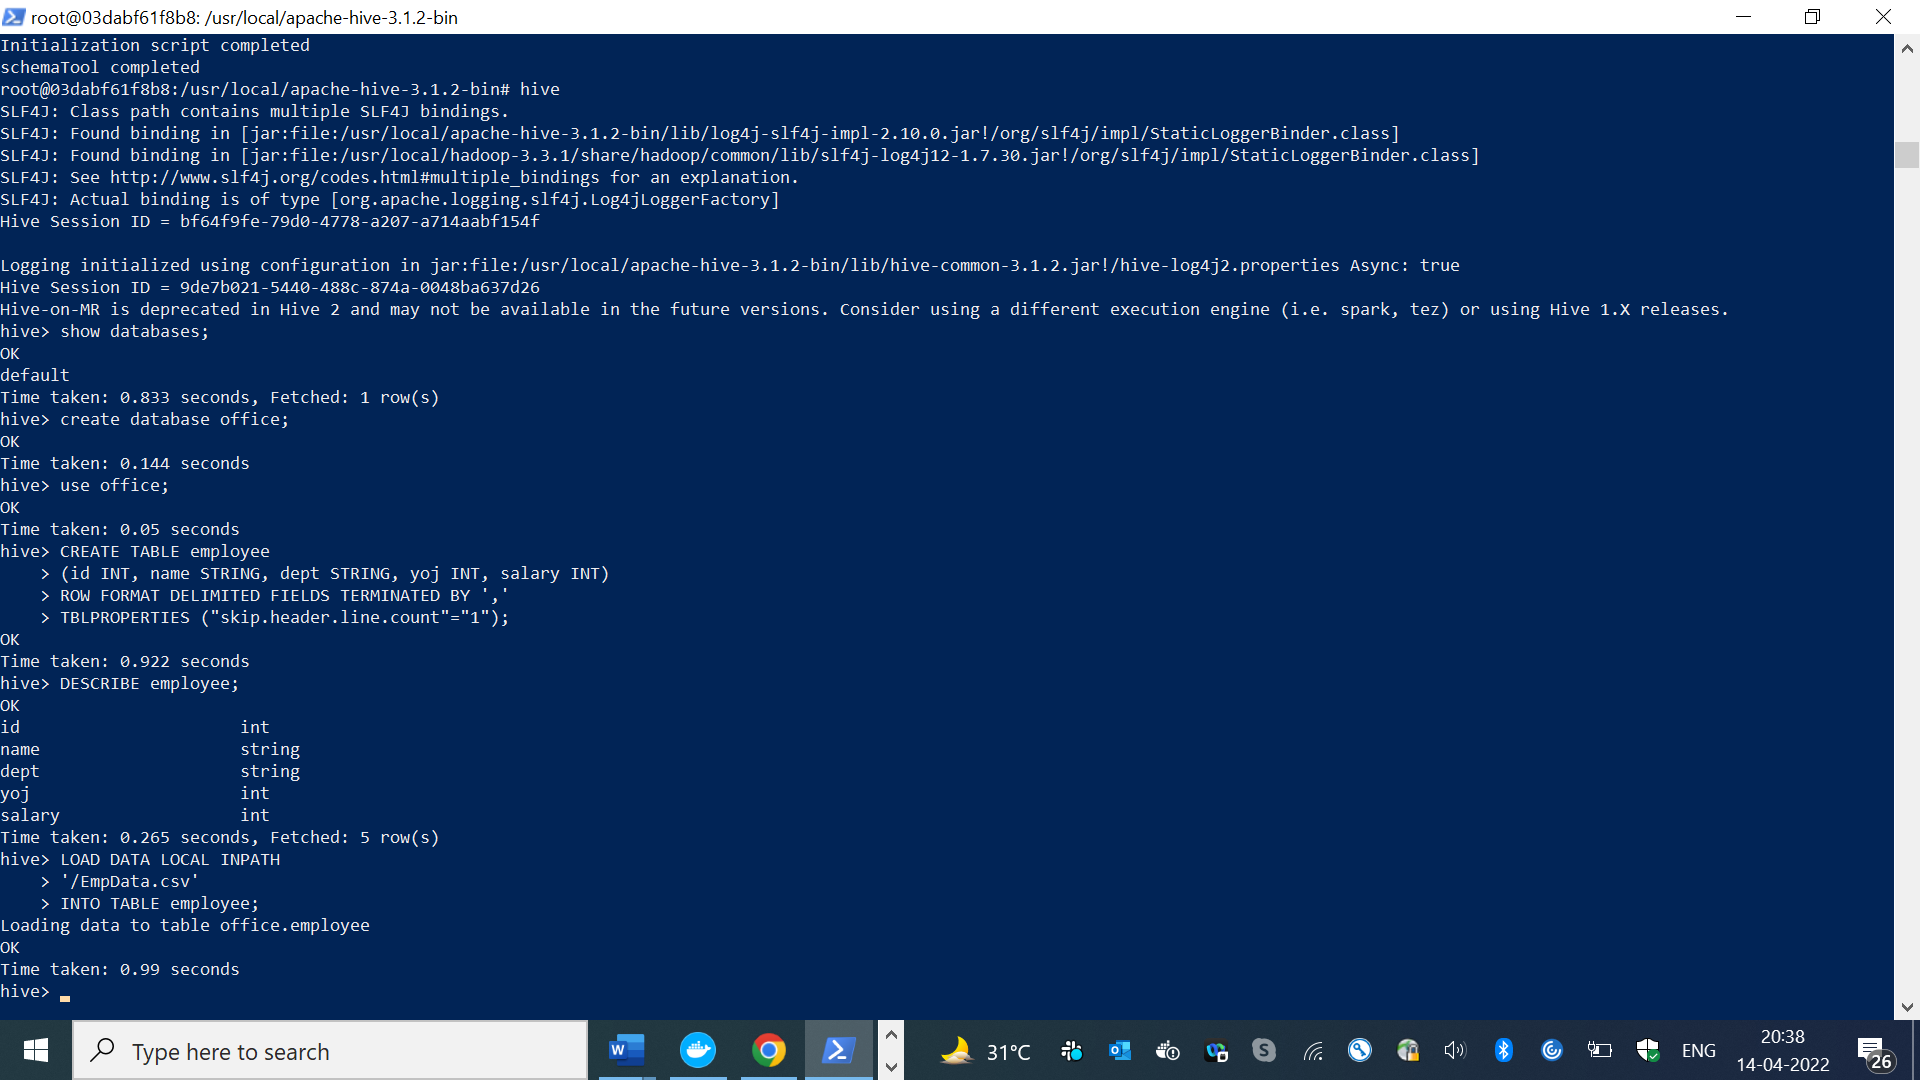 root@03dabf61f8b8: /usr/local/apache-hive-3.1.2-bin
Initialization script completed
schemaTool completed
root@03dabf61f8b8:/usr/local/apache-hive-3.1.2-bin# hive
SLF4J: Class path contains multiple SLF4J bindings.
SLF4J: Found binding in [jar:file:/usr/local/apache-hive-3.1.2-bin/lib/log4j-slf4j-impl-2.10.0.jar!/org/slf4j/impl/StaticLoggerBinder.class]
SLF4J: Found binding in [jar:file:/usr/local/hadoop-3.3.1/share/hadoop/common/lib/slf4j-log4j12-1.7.30.jar!/org/slf4j/impl/StaticLoggerBinder.class]
SLF4J: See http://www.slf4j.org/codes.html#multiple_bindings for an explanation.
SLF4J: Actual binding is of type [org.apache.logging.slf4j.Log4jLoggerFactory]
Hive Session ID = bf64f9fe-79d0-4778-a207-a714aabf154f
Logging initialized using configuration in jar:file:/usr/local/apache-hive-3.1.2-bin/lib/hive-common-3.1.2.jar!/hive-log4j2.properties Async: true
Hive Session ID = 9de7b021-5440-488c-874a-0048ba637d26
Hive-on-MR is deprecated in Hive 2 and may not be available in the future versions. Consider using a different execution engine (i.e. spark, tez) or using Hive 1.X releases.
hive> show databases;
OK
default
Time taken: 0.833 seconds, Fetched: 1 row(s)
hive> create database office;
OK
Time taken: 0.144 seconds
hive> use office;
OK
Time taken: 0.05 seconds
hive> CREATE TABLE employee
    > (id INT, name STRING, dept STRING, yoj INT, salary INT)
    > ROW FORMAT DELIMITED FIELDS TERMINATED BY ','
    > TBLPROPERTIES ("skip.header.line.count"="1");
OK
Time taken: 0.922 seconds
hive> DESCRIBE employee;
OK
id                      int
name                    string
dept                    string
yoj                     int
salary                  int
Time taken: 0.265 seconds, Fetched: 5 row(s)
hive> LOAD DATA LOCAL INPATH
    > '/EmpData.csv'
    > INTO TABLE employee;
Loading data to table office.employee
OK
Time taken: 0.99 seconds
hive>
Type here to search
31°C
ENG
20:38
14-04-2022
26